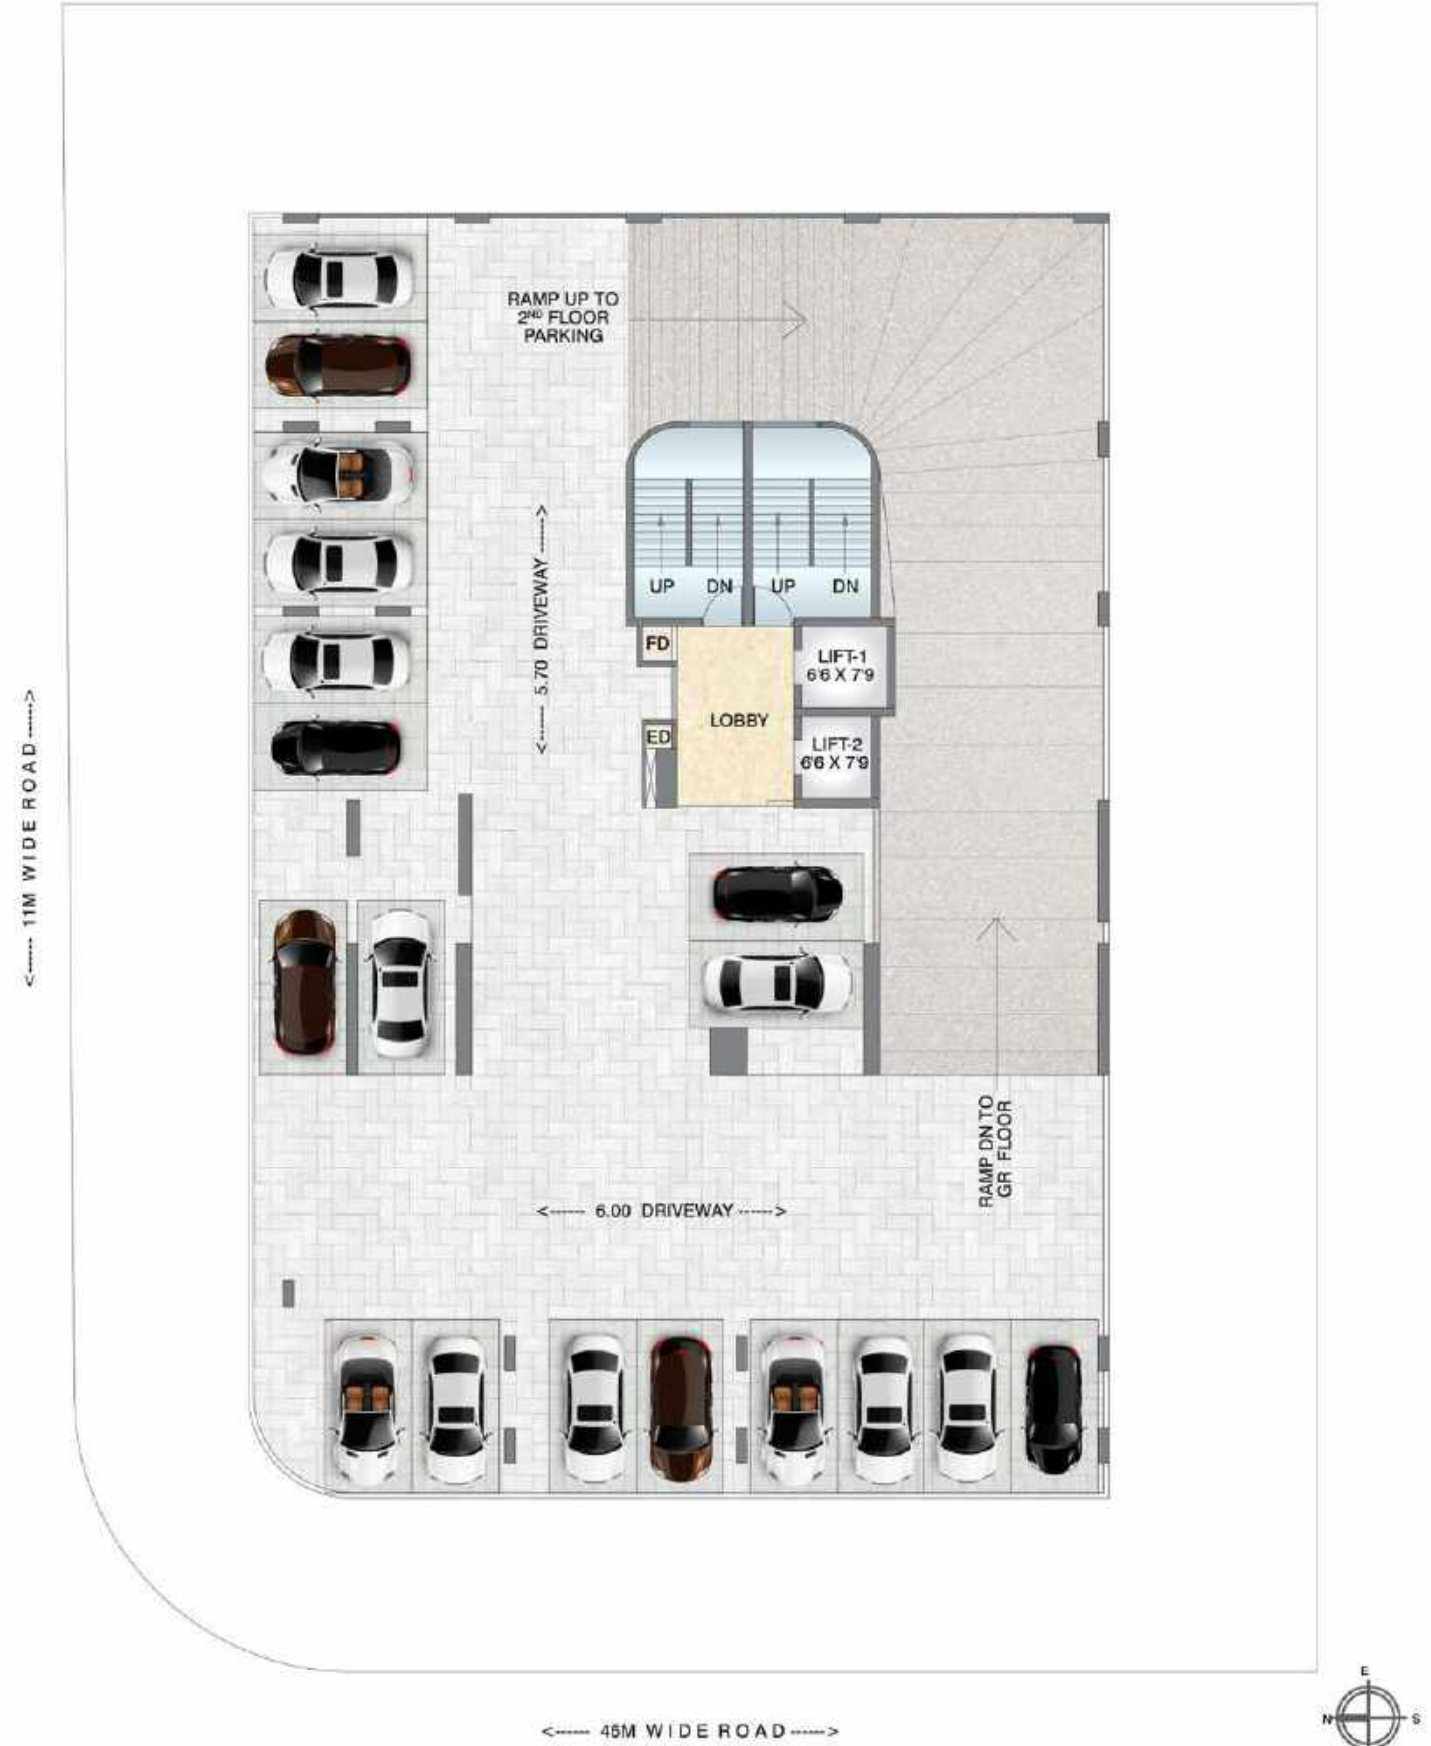 RAMP UP TO
2ND FLOOR
PARKING
<------ 5.70 DRIVEWAY ------>
UP DN UP DN
FD
LIFT-1
6'6 X 7'9
LOBBY
ED
LIFT-2
6'6 X 7'9
<------ 11M WIDE ROAD ------>
RAMP DN TO
GR FLOOR
<------ 6.00 DRIVEWAY ------>
<------ 45M WIDE ROAD ------>
E
N S